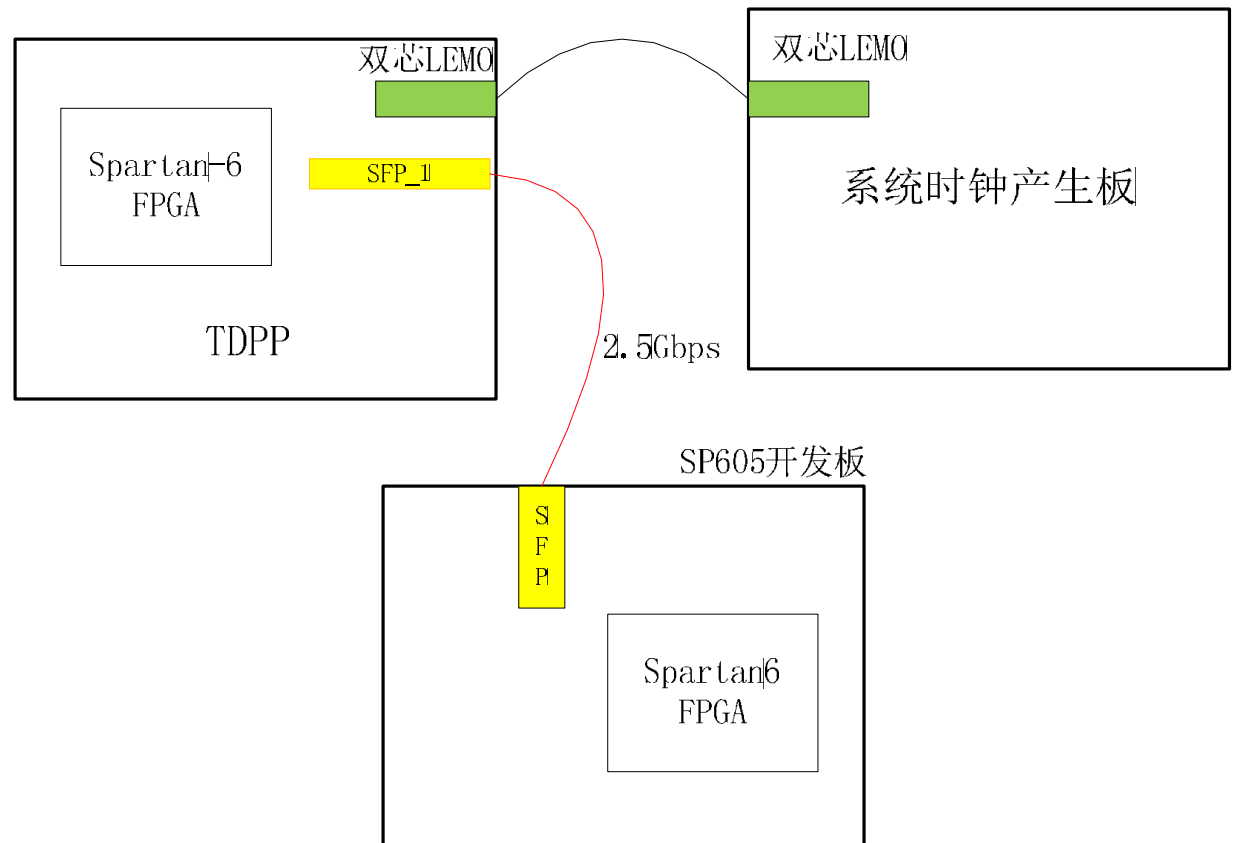 双芯LEMO
双芯LEMO
Spartan-6
FPGA
SFP_1
系统时钟产生板
TDPP
2.5Gbps
SP605开发板
S
F
P
Spartan6
FPGA